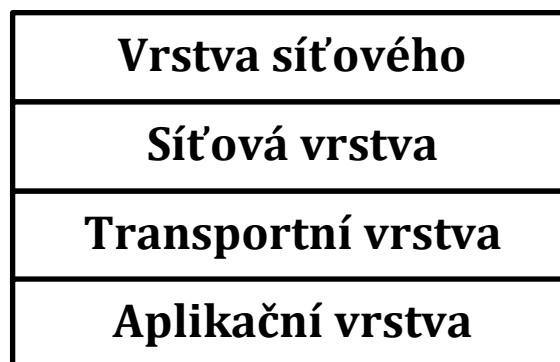 Vrstva síťového
Síťová vrstva
Transportní vrstva
Aplikační vrstva